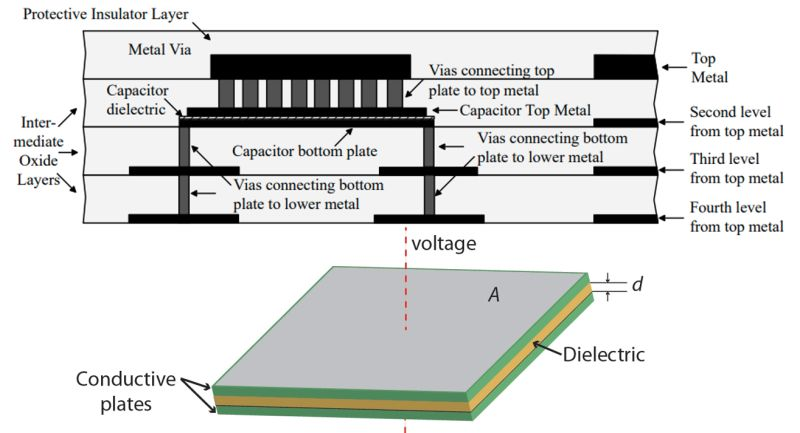 Protective Insulator Layer
Metal Via
Top
Metal
Vias connecting top
plate to top metal
Capacitor
dielectric
Capacitor Top Metal
Second level
from top metal
Inter-
mediate
Oxide
Layers
Capacitor bottom plate
Vias connecting bottom
plate to lower metal
Third level
from top metal
Vias connecting bottom
plate to lower metal
Fourth level
from top metal
voltage
A
d
Dielectric
Conductive
plates